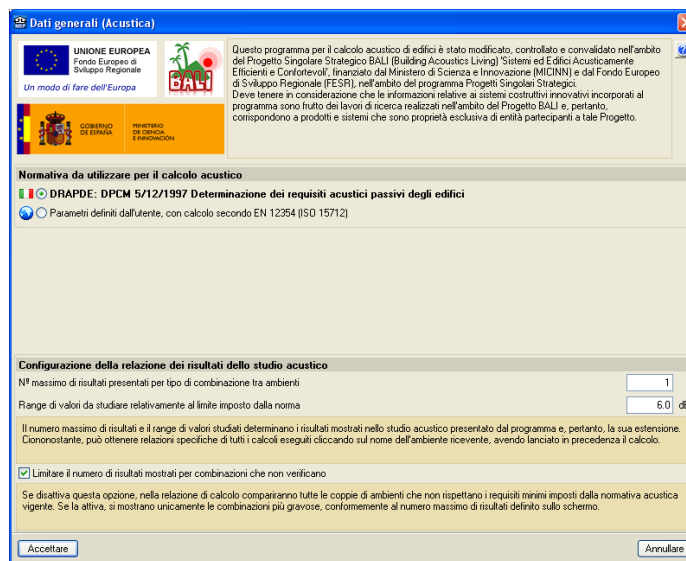 Dati generali (Acustica)
UNIONE EUROPEA
Fondo Europeo di
Sviluppo Regionale
Un modo di fare dell'Europa
BALI
GOBIERNO
DE ESPAÑA
MINISTERIO
DE CIENCIA
E INNOVACIÓN
Questo programma per il calcolo acustico di edifici è stato modificato, controllato e convalidato nell'ambito
del Progetto Singolare Strategico BALI (Building Acoustics Living) 'Sistemi ed Edifici Acusticamente
Efficienti e Confortevoli', finanziato dal Ministero di Scienza e Innovazione (MICINN) e dal Fondo Europeo
di Sviluppo Regionale (FESR), nell'ambito del programma Progetti Singolari Strategici.
Deve tenere in considerazione che le informazioni relative ai sistemi costruttivi innovativi incorporati al
programma sono frutto dei lavori di ricerca realizzati nell'ambito del Progetto BALI e, pertanto,
corrispondono a prodotti e sistemi che sono proprietà esclusiva di entità partecipanti a tale Progetto.
Normativa da utilizzare per il calcolo acustico
DRAPDE: DPCM 5/12/1997 Determinazione dei requisiti acustici passivi degli edifici
Parametri definiti dall'utente, con calcolo secondo EN 12354 (ISO 15712)
Configurazione della relazione dei risultati dello studio acustico
Nº massimo di risultati presentati per tipo di combinazione tra ambienti 1
Range di valori da studiare relativamente al limite imposto dalla norma 6.0 dB
Il numero massimo di risultati e il range di valori studiati determinano i risultati mostrati nello studio acustico presentato dal programma e, pertanto, la sua estensione.
Ciononostante, può ottenere relazioni specifiche di tutti i calcoli eseguiti cliccando sul nome dell'ambiente ricevente, avendo lanciato in precedenza il calcolo.
Limitare il numero di risultati mostrati per combinazioni che non verificano
Se disattiva questa opzione, nella relazione di calcolo compariranno tutte le coppie di ambienti che non rispettano i requisiti minimi imposti dalla normativa acustica
vigente. Se la attiva, si mostrano unicamente le combinazioni più gravose, conformemente al numero massimo di risultati definito sullo schermo.
Accettare
Annullare